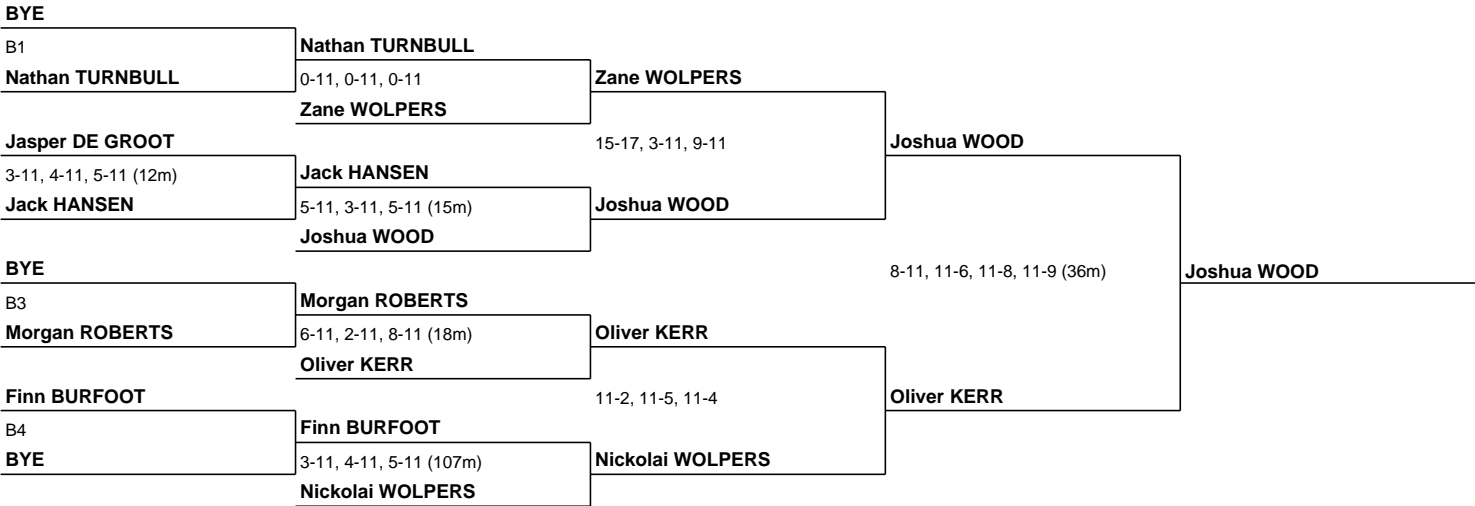 BYE
B1
Nathan TURNBULL
Jasper DE GROOT
3-11, 4-11, 5-11 (12m)
Jack HANSEN
BYE
B3
Morgan ROBERTS
Finn BURFOOT
B4
BYE
Nathan TURNBULL
0-11, 0-11, 0-11
Zane WOLPERS
Jack HANSEN
5-11, 3-11, 5-11 (15m)
Joshua WOOD
Morgan ROBERTS
6-11, 2-11, 8-11 (18m)
Oliver KERR
Finn BURFOOT
3-11, 4-11, 5-11 (107m)
Nickolai WOLPERS
Zane WOLPERS
15-17, 3-11, 9-11
Joshua WOOD
Oliver KERR
11-2, 11-5, 11-4
Nickolai WOLPERS
Joshua WOOD
8-11, 11-6, 11-8, 11-9 (36m)
Oliver KERR
Joshua WOOD